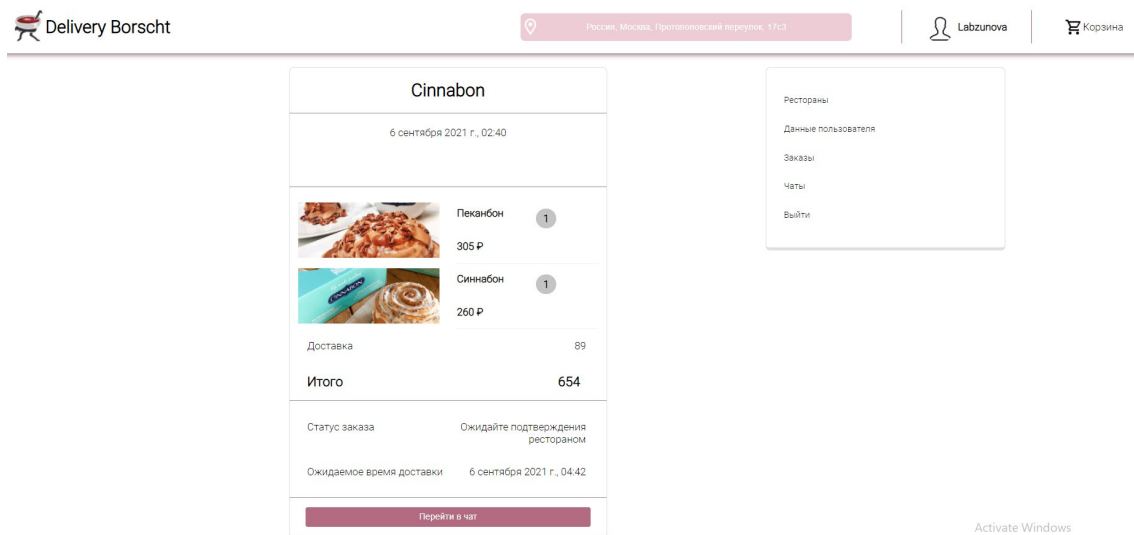 Delivery Borscht
Россия, Москва, Протопоповский переулок, 17с3
Labzunova
Корзина
Cinnabon
6 сентября 2021 г., 02:40
Пеканбон
1
305 ₽
CINNABON
Синнабон
1
260 ₽
Доставка 89
Итого 654
Статус заказа Ожидайте подтверждения
рестораном
Ожидаемое время доставки 6 сентября 2021 г., 04:42
Перейти в чат
Рестораны
Данные пользователя
Заказы
Чаты
Выйти
Activate Windows